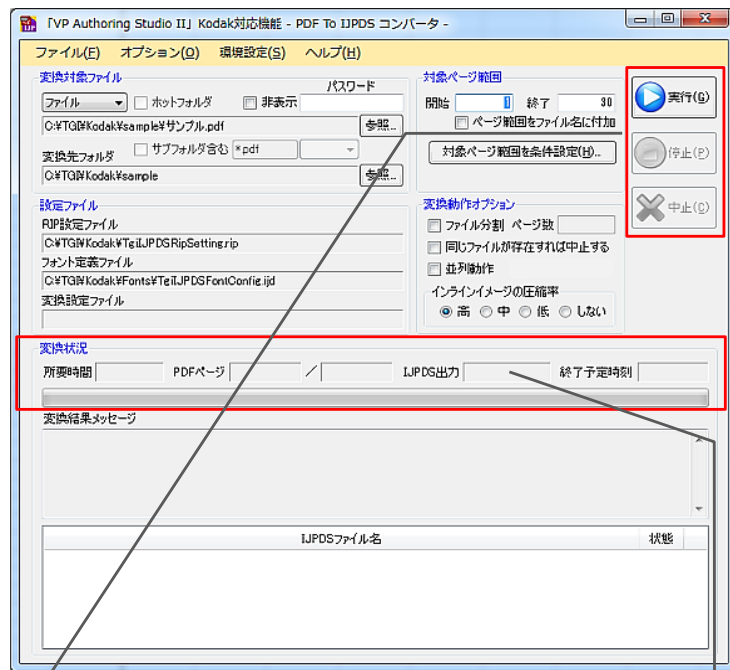 「VP Authoring Studio II」Kodak対応機能 - PDF To IJPDS コンバータ -
ファイル(F) オプション(O) 環境設定(S) ヘルプ(H)
変換対象ファイル
パスワード
ファイル ホットフォルダ 非表示
C:¥TGI¥Kodak¥sample¥サンプル.pdf 参照...
変換先フォルダ サブフォルダ含む *pdf
C:¥TGI¥Kodak¥sample 参照...
対象ページ範囲
開始 1 終了 30
ページ範囲をファイル名に付加
対象ページ範囲を条件設定(H)...
実行(G)
停止(P)
中止(C)
設定ファイル
RIP設定ファイル
C:¥TGI¥Kodak¥TgiIJPDSRipSetting.rip
フォント定義ファイル
C:¥TGI¥Kodak¥Fonts¥TgiIJPDSFontConfig.ijd
変換設定ファイル
変換動作オプション
ファイル分割 ページ数
同じファイルが存在すれば中止する
並列動作
インラインイメージの圧縮率
高 中 低 しない
変換状況
所要時間 PDFページ / IJPDS出力 終了予定時刻
変換結果メッセージ
IJPDSファイル名 状態